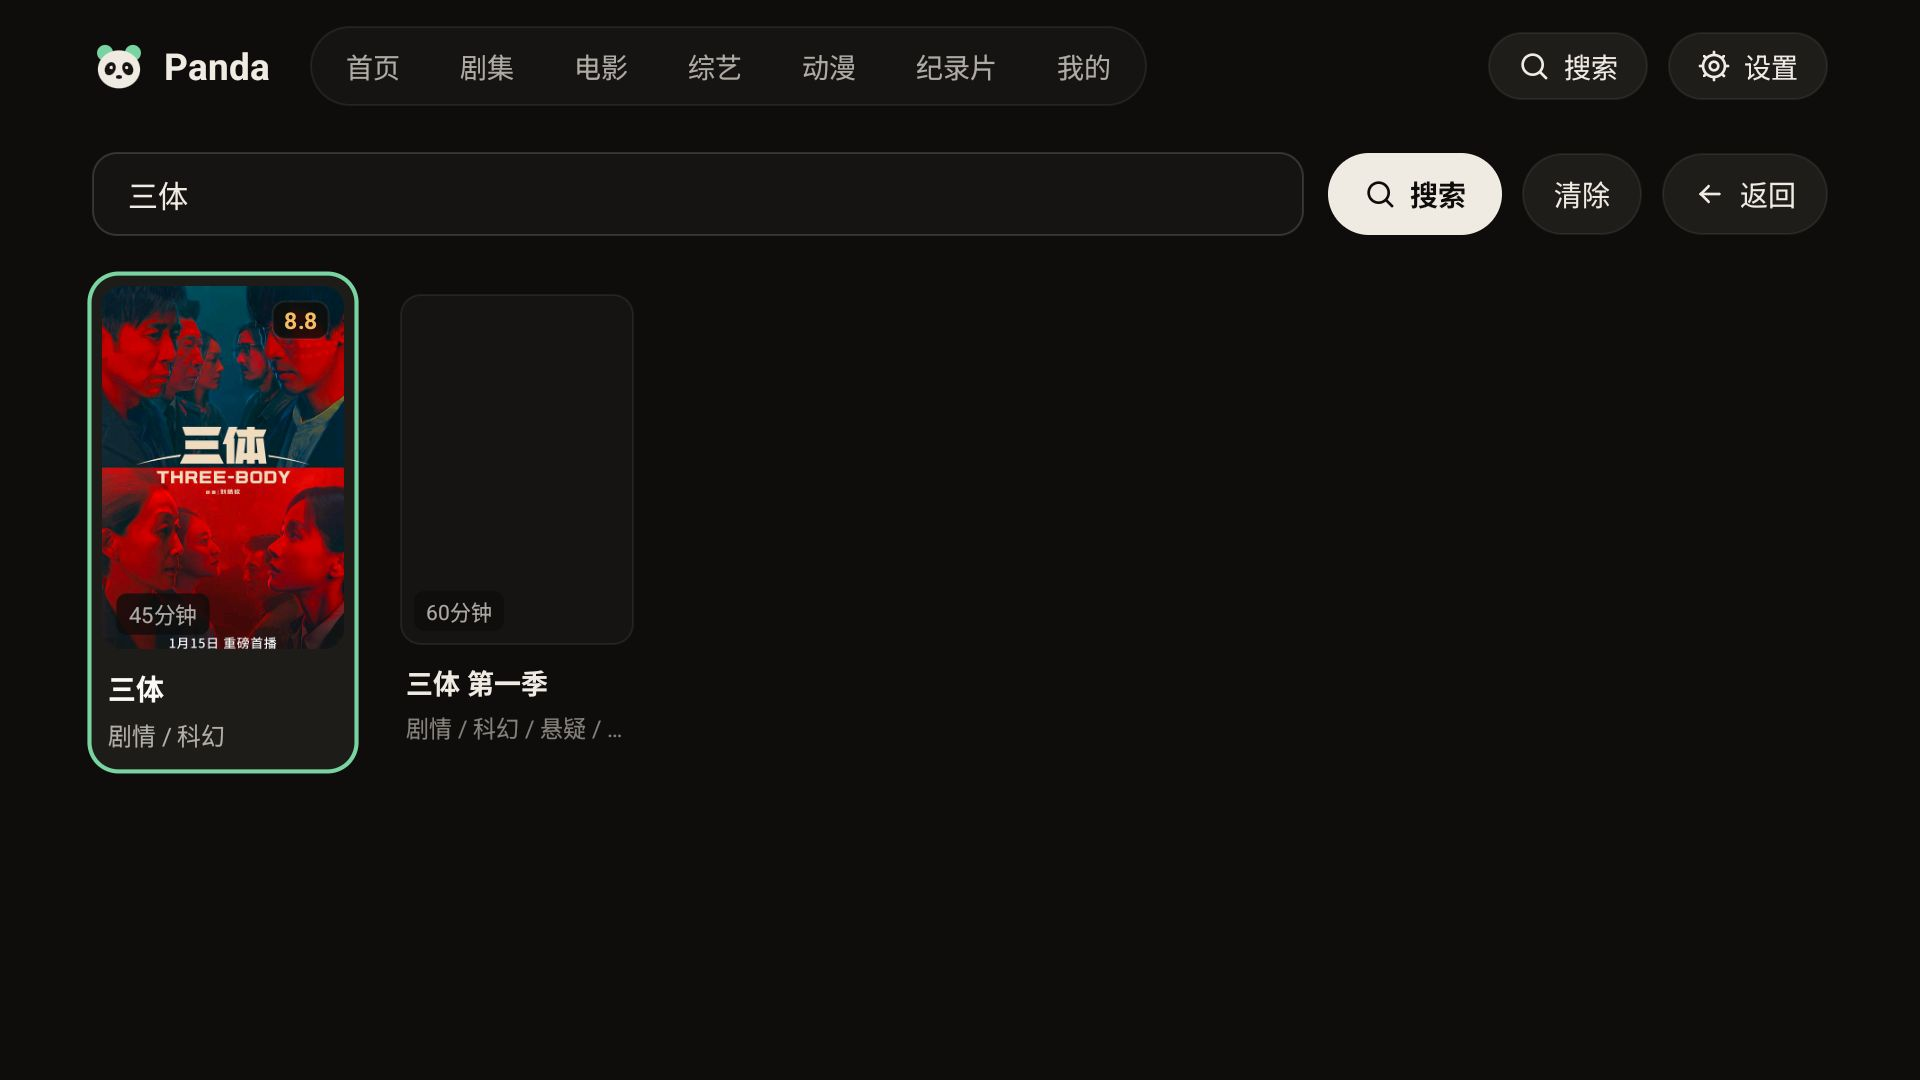 Panda 首页 剧集 电影 综艺 动漫 纪录片 我的 搜索 设置
三体 搜索 清除 返回
8.8
三体
THREE-BODY
45分钟
1月15日 重磅首播
三体
剧情 / 科幻
60分钟
三体 第一季
剧情 / 科幻 / 悬疑 / ...